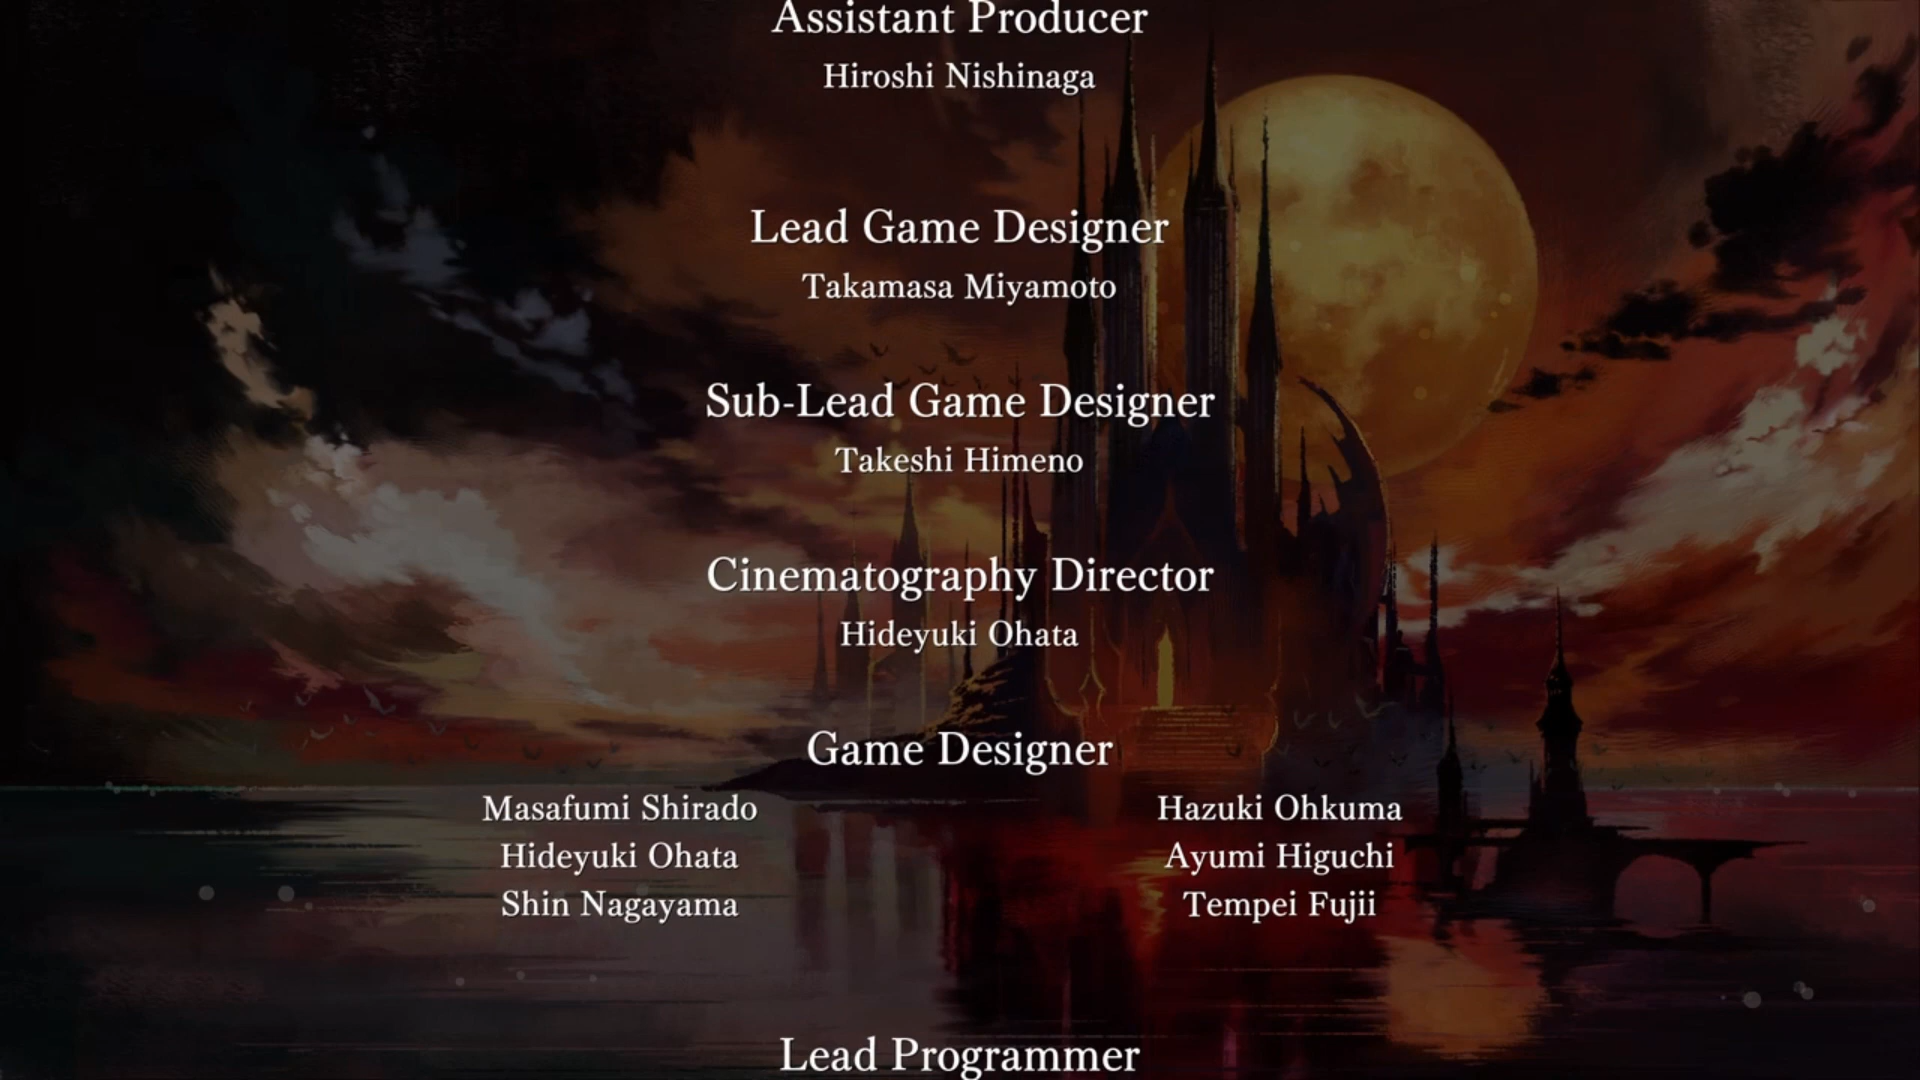 Assistant Producer
Hiroshi Nishinaga
Lead Game Designer
Takamasa Miyamoto
Sub-Lead Game Designer
Takeshi Himeno
Cinematography Director
Hideyuki Ohata
Game Designer
Masafumi Shirado
Hazuki Ohkuma
Hideyuki Ohata
Ayumi Higuchi
Shin Nagayama
Tempei Fujii
Lead Programmer